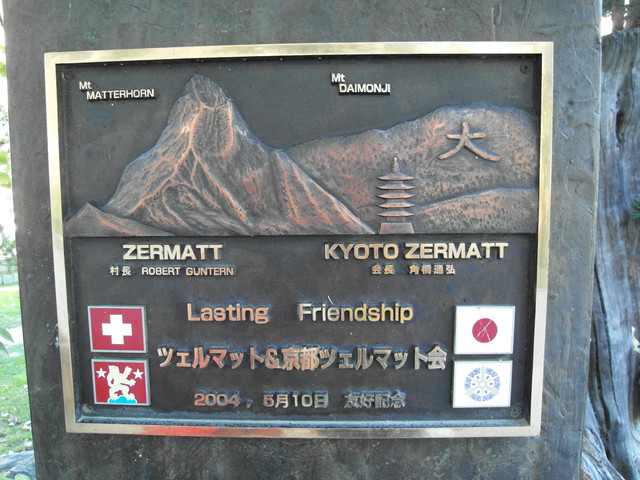 Mt
MATTERHORN
Mt
DAIMONJI
大
ZERMATT
村長 ROBERT GUNTERN
KYOTO ZERMATT
会長 角橋通弘
Lasting Friendship
ツェルマット&京都ツェルマット会
2004, 5月10日 友好記念